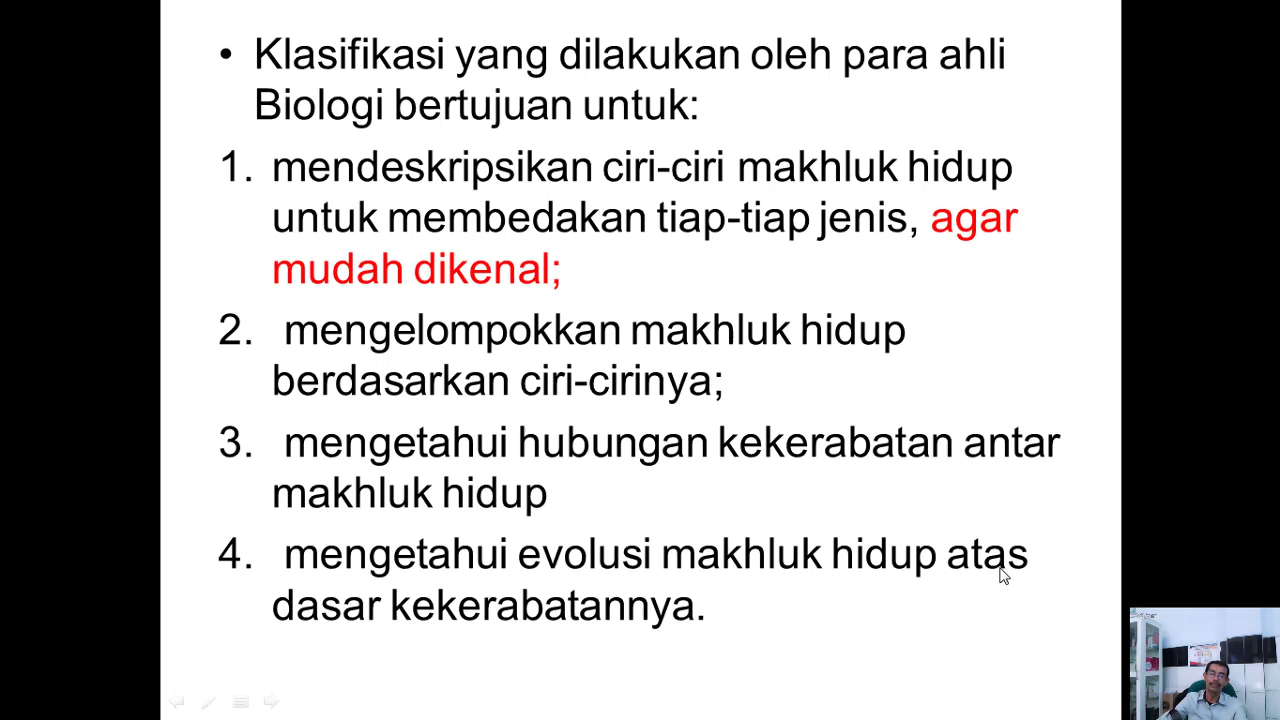 • Klasifikasi yang dilakukan oleh para ahli
Biologi bertujuan untuk:
1. mendeskripsikan ciri-ciri makhluk hidup
untuk membedakan tiap-tiap jenis, agar
mudah dikenal;
2. mengelompokkan makhluk hidup
berdasarkan ciri-cirinya;
3. mengetahui hubungan kekerabatan antar
makhluk hidup
4. mengetahui evolusi makhluk hidup atas
dasar kekerabatannya.